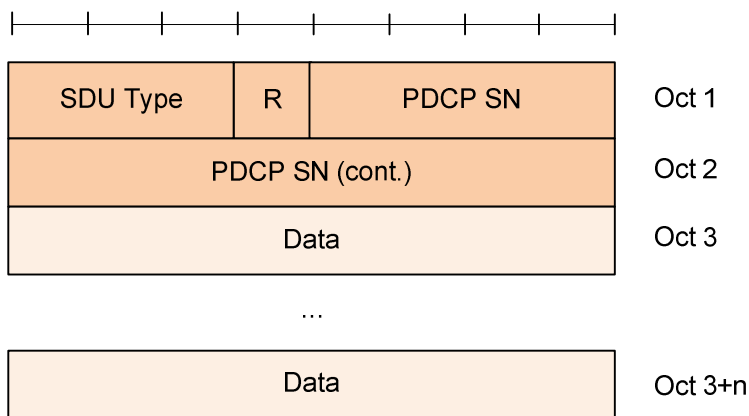 SDU Type R PDCP SN Oct 1
PDCP SN (cont.) Oct 2
Data Oct 3
...
Data Oct 3+n